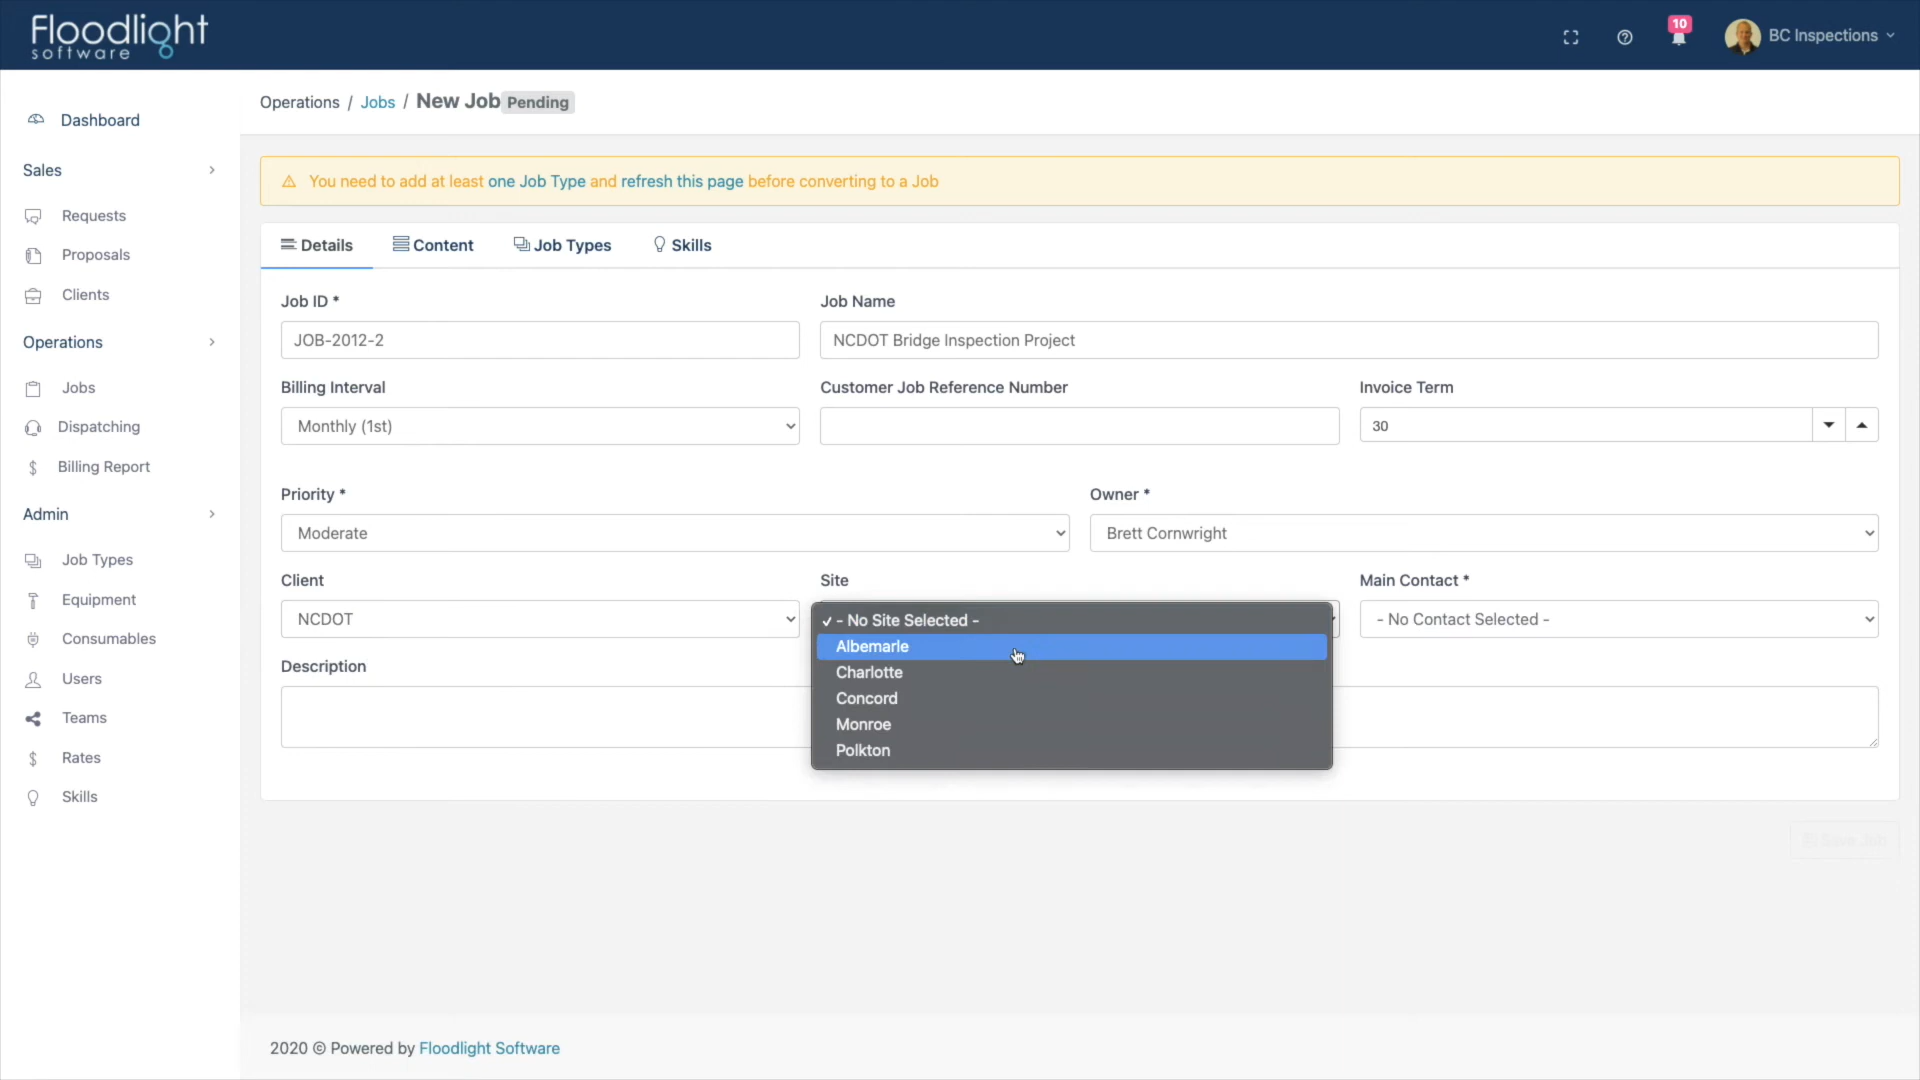 Floodlight
software
10
BC Inspections
Operations / Jobs / New Job Pending
Dashboard
Sales
Requests
Proposals
Clients
Operations
Jobs
Dispatching
Billing Report
Admin
Job Types
Equipment
Consumables
Users
Teams
Rates
Skills
You need to add at least one Job Type and refresh this page before converting to a Job
Details Content Job Types Skills
Job ID * Job Name
JOB-2012-2 NCDOT Bridge Inspection Project
Billing Interval Customer Job Reference Number Invoice Term
Monthly (1st) 30
Priority * Owner *
Moderate Brett Cornwright
Client Site Main Contact *
NCDOT - No Site Selected - - No Contact Selected -
Albemarle
Charlotte
Concord
Monroe
Polkton
Description
Save Job
2020 © Powered by Floodlight Software